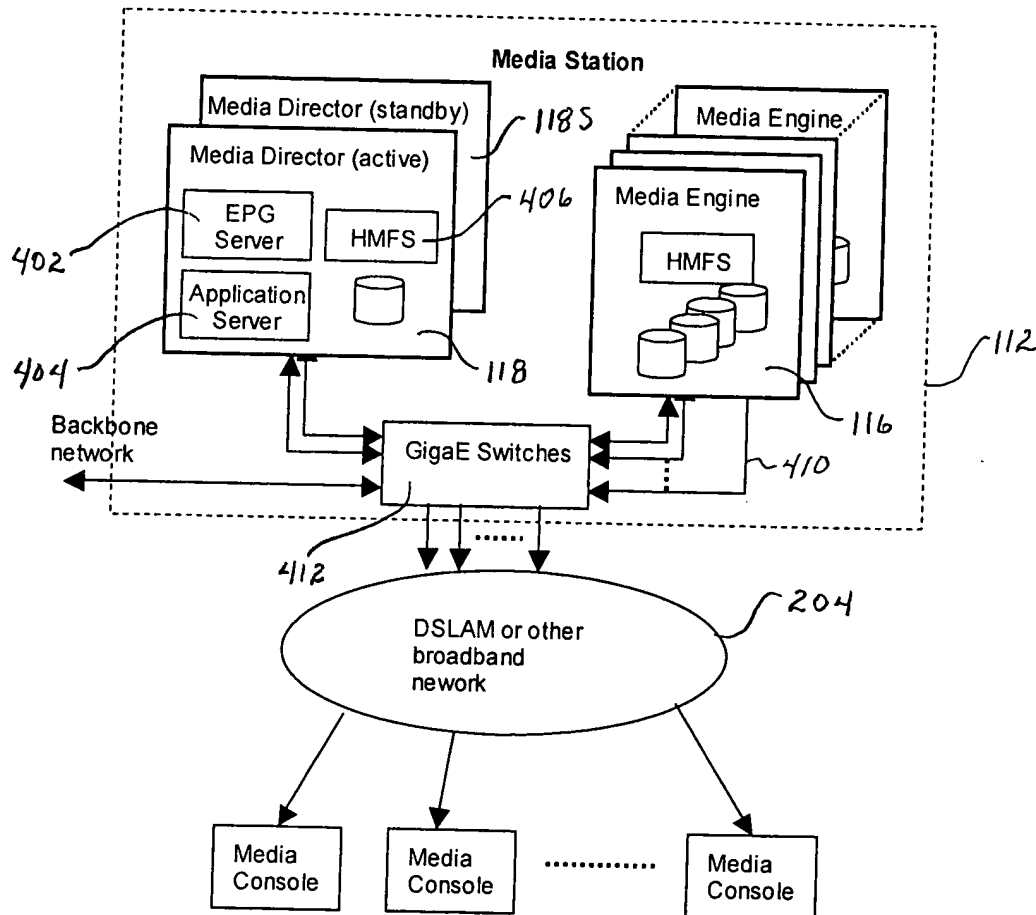 Media Station
Media Director (standby)
118S
Media Engine
Media Director (active)
Media Engine
EPG
Server
HMFS
406
402
HMFS
Application
Server
404
118
112
116
Backbone
network
GigaE Switches
410
412
204
DSLAM or other
broadband
nework
Media
Console
Media
Console
Media
Console